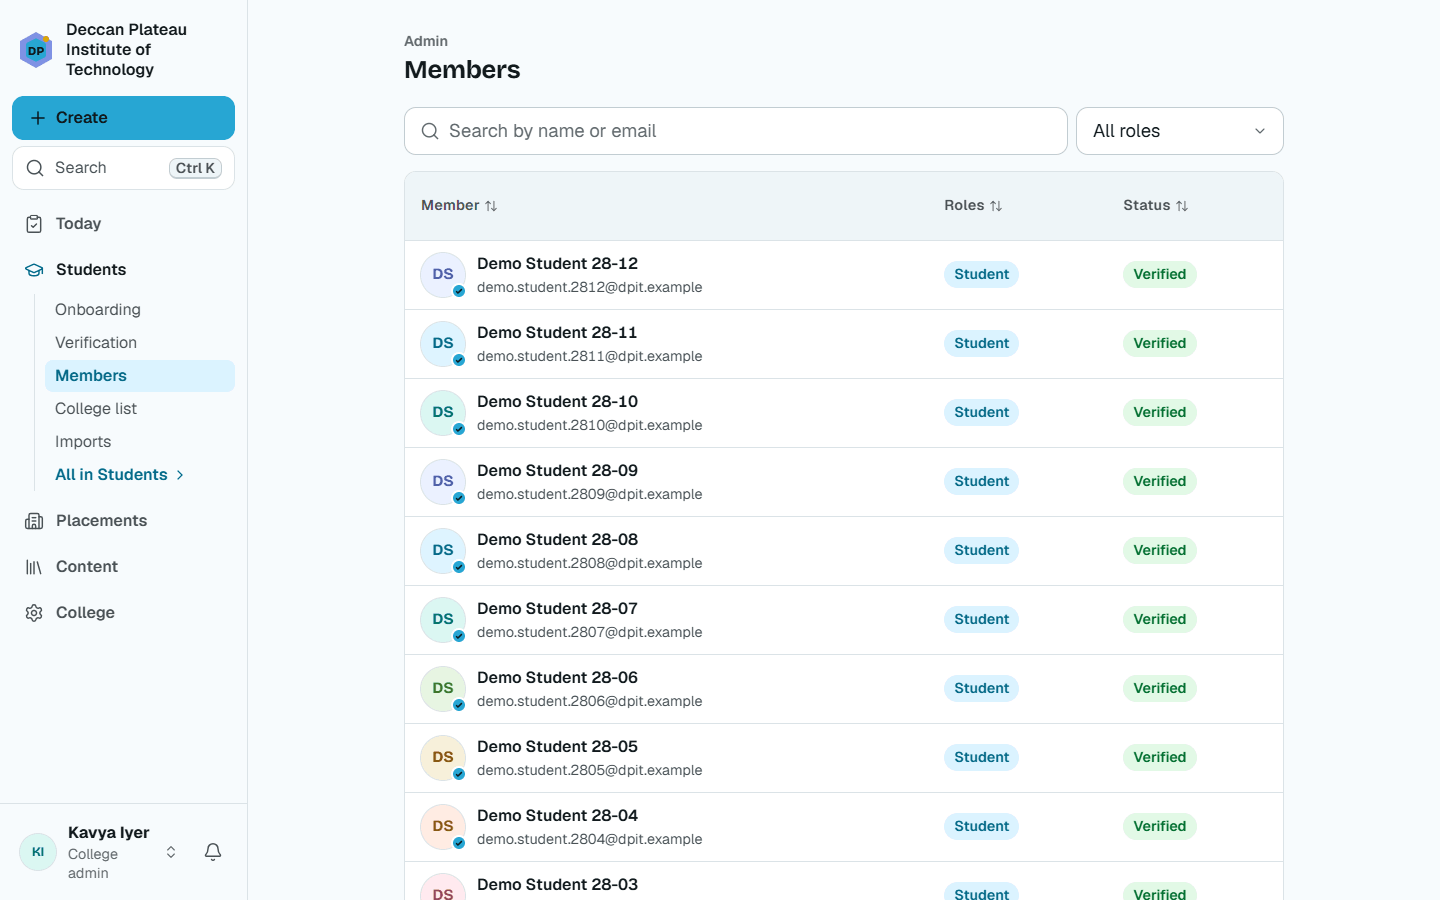 DP
Deccan Plateau
Institute of
Technology
Create
Search
Ctrl K
Today
Students
Onboarding
Verification
Members
College list
Imports
All in Students
Placements
Content
College
KI
Kavya Iyer
College
admin
Admin
Members
Search by name or email
All roles
Member
Roles
Status
DS
Demo Student 28-12
demo.student.2812@dpit.example
Student
Verified
DS
Demo Student 28-11
demo.student.2811@dpit.example
Student
Verified
DS
Demo Student 28-10
demo.student.2810@dpit.example
Student
Verified
DS
Demo Student 28-09
demo.student.2809@dpit.example
Student
Verified
DS
Demo Student 28-08
demo.student.2808@dpit.example
Student
Verified
DS
Demo Student 28-07
demo.student.2807@dpit.example
Student
Verified
DS
Demo Student 28-06
demo.student.2806@dpit.example
Student
Verified
DS
Demo Student 28-05
demo.student.2805@dpit.example
Student
Verified
DS
Demo Student 28-04
demo.student.2804@dpit.example
Student
Verified
DS
Demo Student 28-03
Student
Verified